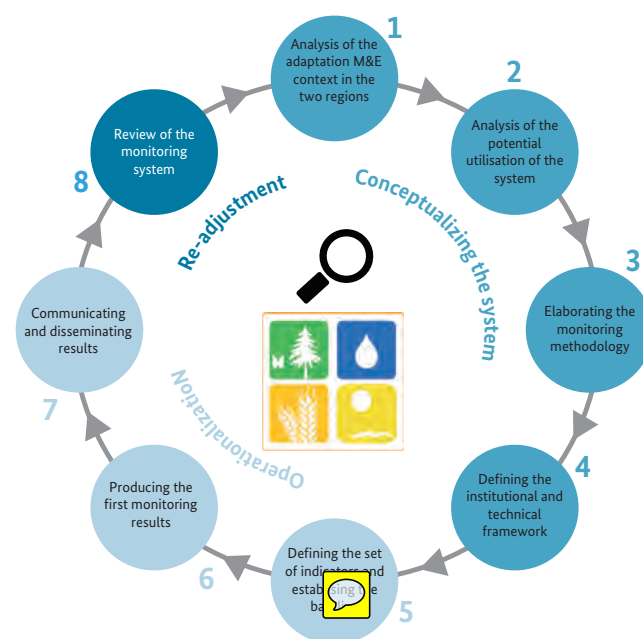 1
Analysis of the
adaptation M&E
context in the
two regions
2
Analysis of the
potential
utilisation of the
system
3
Elaborating the
monitoring
methodology
4
Defining the
institutional and
technical
framework
5
Defining the set
of indicators and
the
6
Producing the
first monitoring
results
7
Communicating
and disseminating
results
8
Review of the
monitoring
system
Re-adjustment
Conceptualizing the system
Operationalization